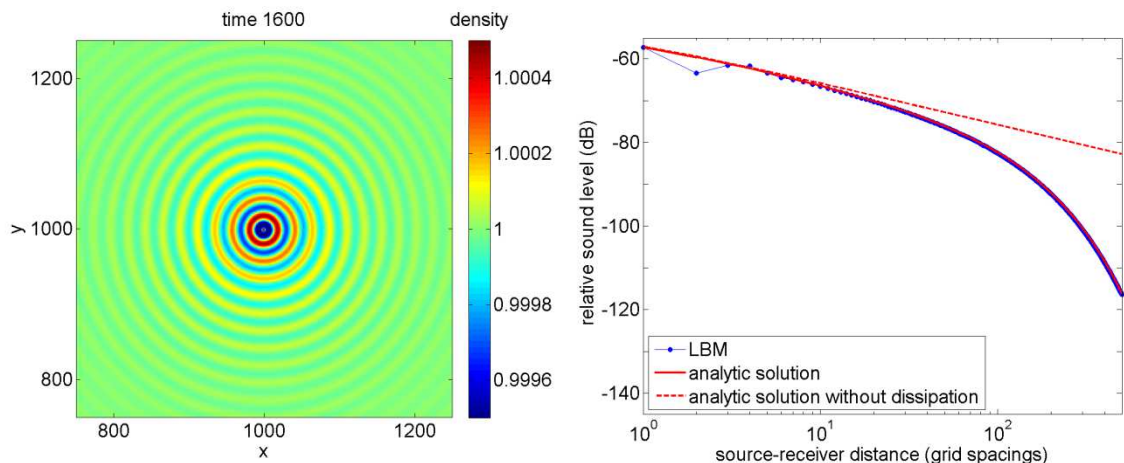 time 1600
density
1200
1000
800
y
800
1000
1200
x
1.0004
1.0002
1
0.9998
0.9996
-60
-80
-100
-120
-140
relative sound level (dB)
LBM
analytic solution
analytic solution without dissipation
10^0
10^1
10^2
source-receiver distance (grid spacings)